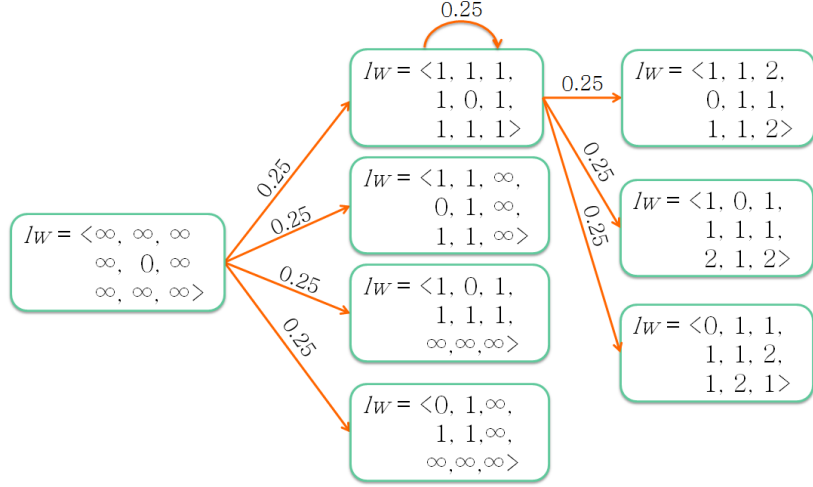 0.25
lw = <1, 1, 1,
1, 0, 1,
1, 1, 1>
0.25
lw = <1, 1, 2,
0, 1, 1,
1, 1, 2>
0.25
0.25
0.25
lw = <1, 1, ∞,
0, 1, ∞,
1, 1, ∞>
0.25
0.25
lw = <1, 0, 1,
1, 1, 1,
2, 1, 2>
lw = <∞, ∞, ∞
∞, 0, ∞
∞, ∞, ∞>
0.25
lw = <1, 0, 1,
1, 1, 1,
∞,∞,∞>
0.25
lw = <0, 1, 1,
1, 1, 2,
1, 2, 1>
lw = <0, 1,∞,
1, 1,∞,
∞,∞,∞>